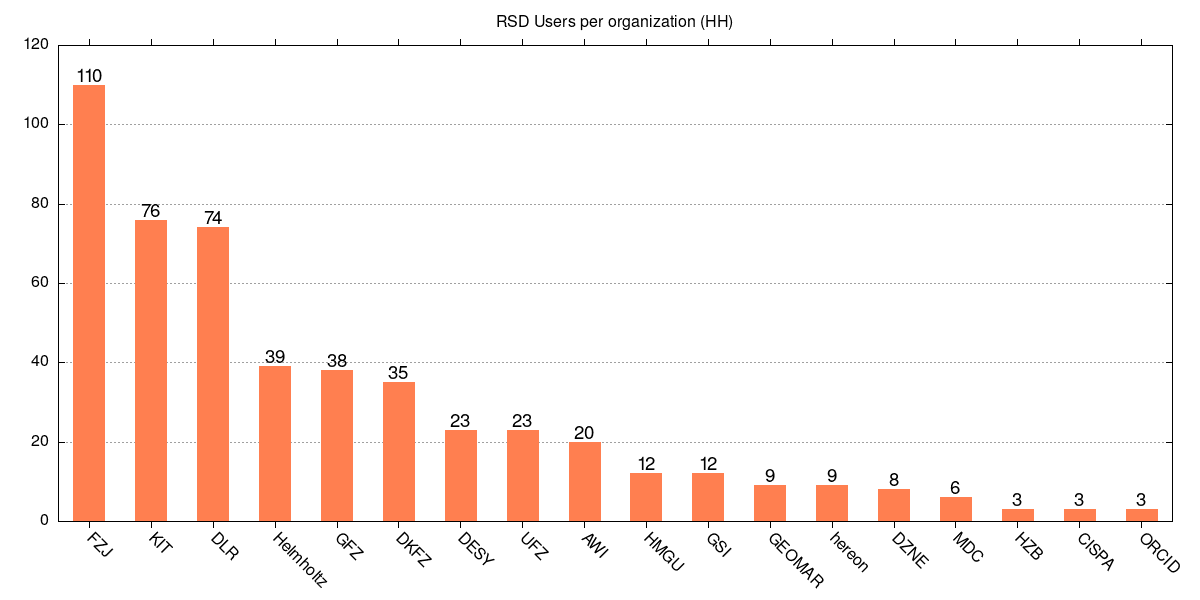 RSD Users per organization (HH)
120
100
80
60
40
20
0
110
76
74
39
38
35
23
23
20
12
12
9
9
8
6
3
3
3
FZJ
KIT
DLR
Helmholtz
GFZ
DKFZ
DESY
UFZ
AWI
HMGU
GSI
GEOMAR
hereon
DZNE
MDC
HZB
CISPA
ORCID